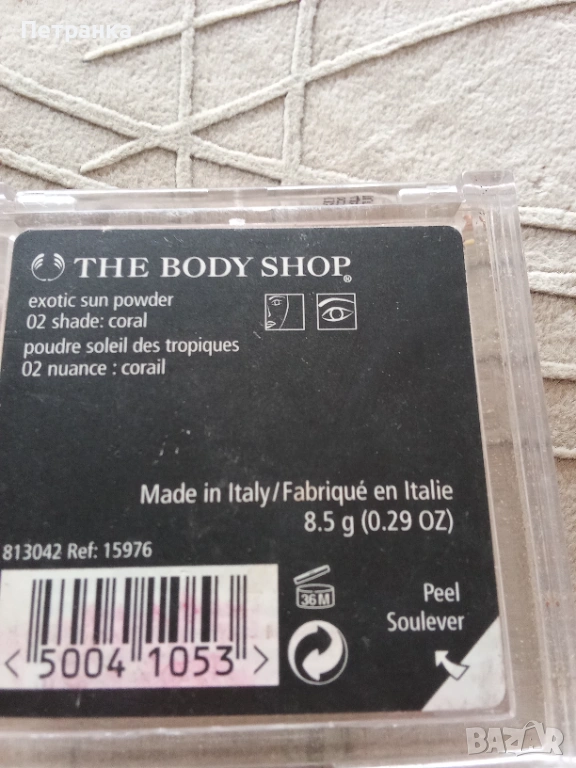 Петранка
THE BODY SHOP®
exotic sun powder
02 shade: coral
poudre soleil des tropiques
02 nuance : corail
Made in Italy/Fabriqué en Italie
8.5 g (0.29 OZ)
813042 Ref: 15976
36M
Peel
Soulever
<5004 1053>
BAZAR